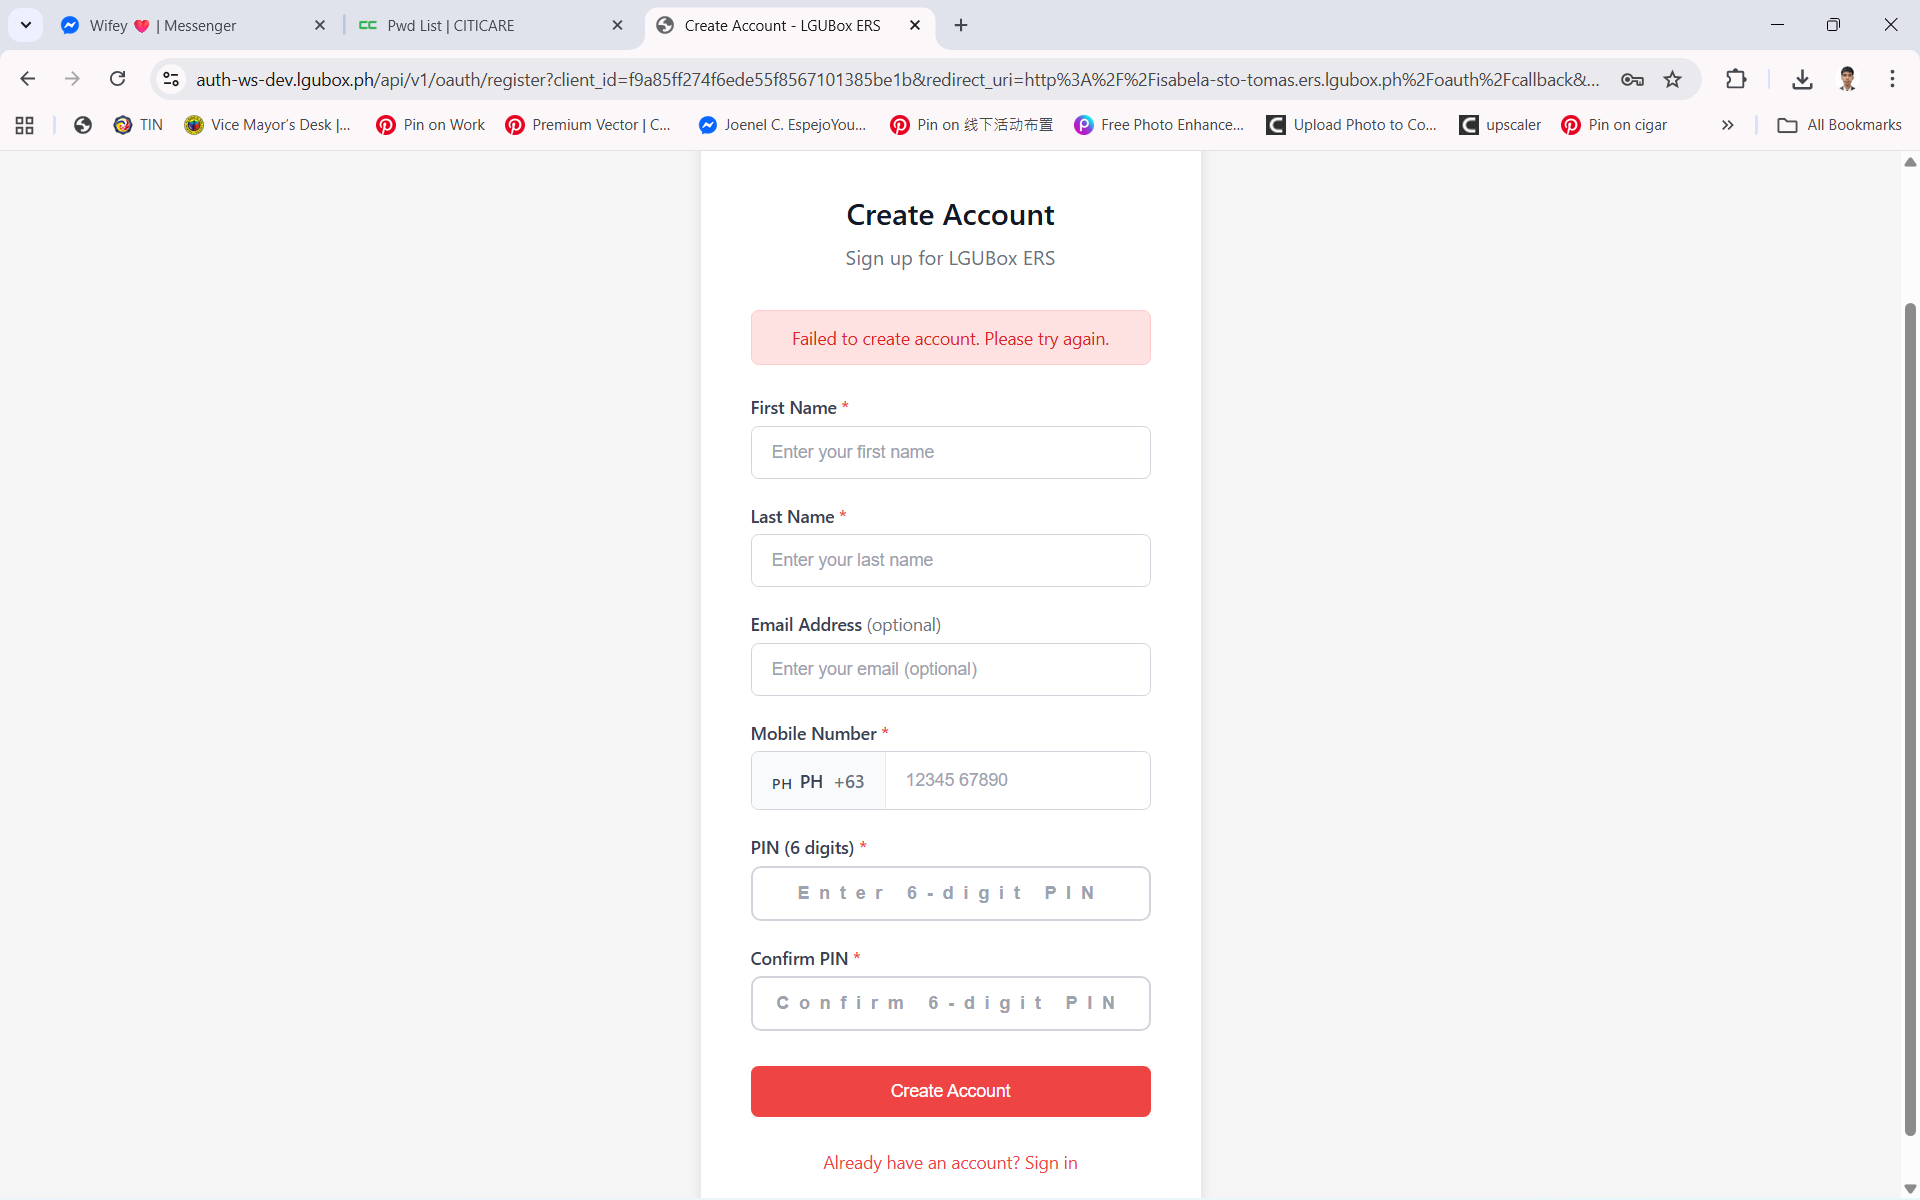 Wifey ❤️ | Messenger
Pwd List | CITICARE
Create Account - LGUBox ERS
auth-ws-dev.lgubox.ph/api/v1/oauth/register?client_id=f9a85ff274f6ede55f8567101385be1b&redirect_uri=http%3A%2F%2Fisabela-sto-tomas.ers.lgubox.ph%2Foauth%2Fcallback&...
TIN
Vice Mayor's Desk |...
Pin on Work
Premium Vector | C...
Joenel C. EspejoYou...
Pin on 线下活动布置
Free Photo Enhance...
Upload Photo to Co...
upscaler
Pin on cigar
All Bookmarks
Create Account
Sign up for LGUBox ERS
Failed to create account. Please try again.
First Name *
Enter your first name
Last Name *
Enter your last name
Email Address (optional)
Enter your email (optional)
Mobile Number *
PH PH +63 12345 67890
PIN (6 digits) *
Enter 6-digit PIN
Confirm PIN *
Confirm 6-digit PIN
Create Account
Already have an account? Sign in